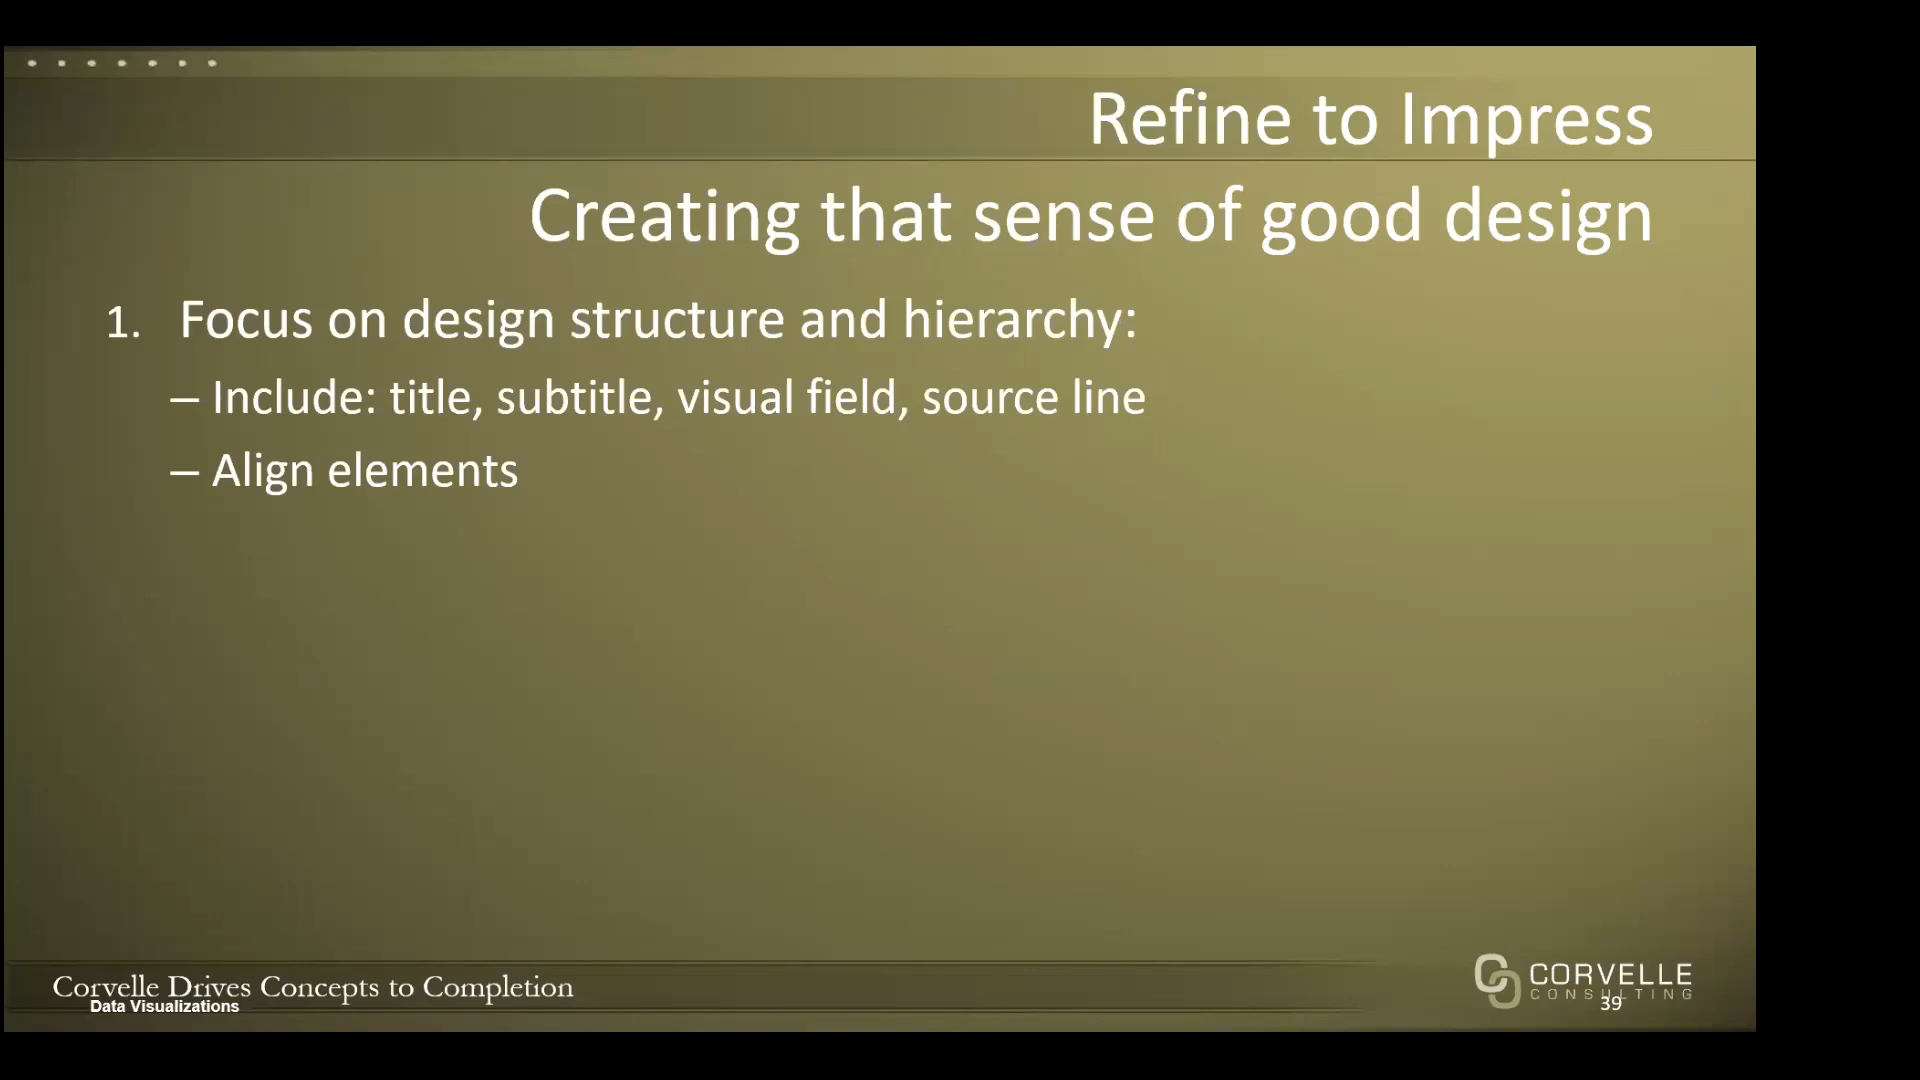 Refine to Impress
Creating that sense of good design
1. Focus on design structure and hierarchy:
– Include: title, subtitle, visual field, source line
– Align elements
Corvelle Drives Concepts to Completion
Data Visualizations
CORVELLE
CONSULTING
39